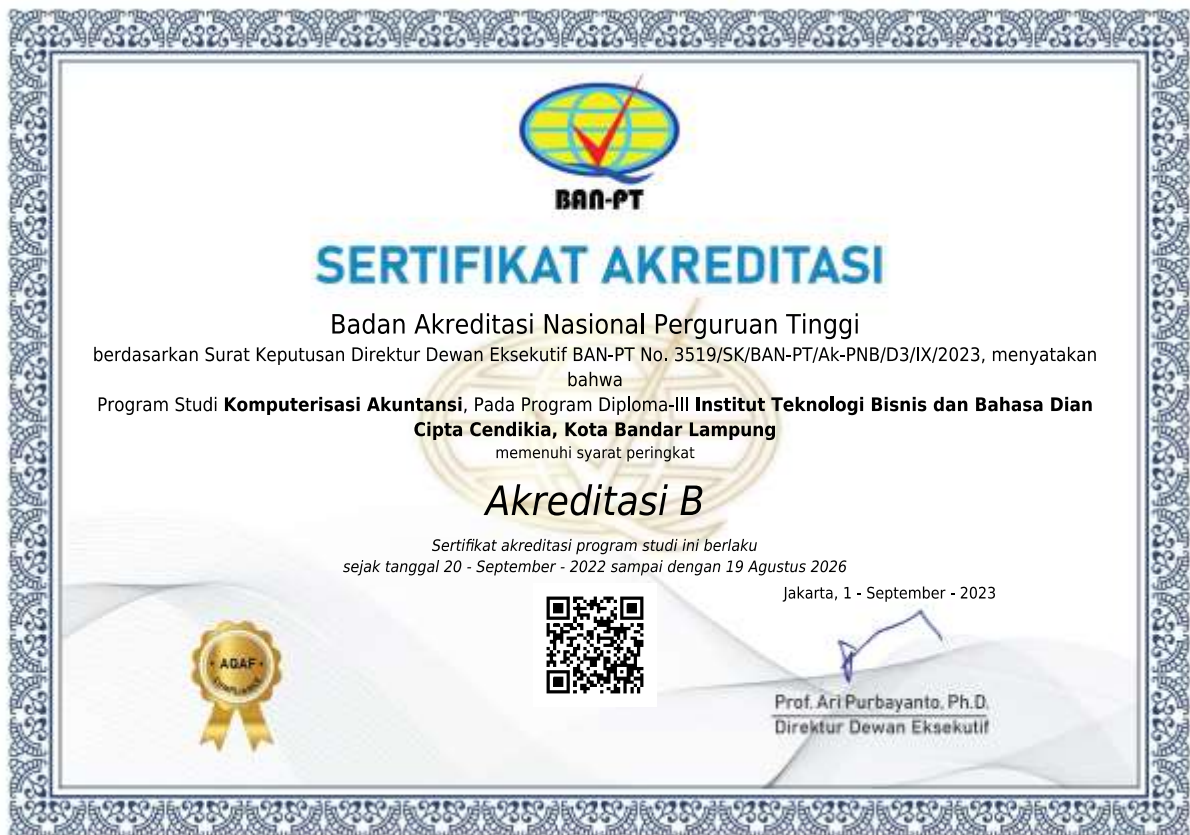 BAN-PT
SERTIFIKAT AKREDITASI
Badan Akreditasi Nasional Perguruan Tinggi
berdasarkan Surat Keputusan Direktur Dewan Eksekutif BAN-PT No. 3519/SK/BAN-PT/Ak-PNB/D3/IX/2023, menyatakan
bahwa
Program Studi Komputerisasi Akuntansi, Pada Program Diploma-III Institut Teknologi Bisnis dan Bahasa Dian
Cipta Cendikia, Kota Bandar Lampung
memenuhi syarat peringkat
Akreditasi B
Sertifikat akreditasi program studi ini berlaku
sejak tanggal 20 - September - 2022 sampai dengan 19 Agustus 2026
Jakarta, 1 - September - 2023
AQAF
COMPLIANCE
Prof. Ari Purbayanto, Ph.D.
Direktur Dewan Eksekutif